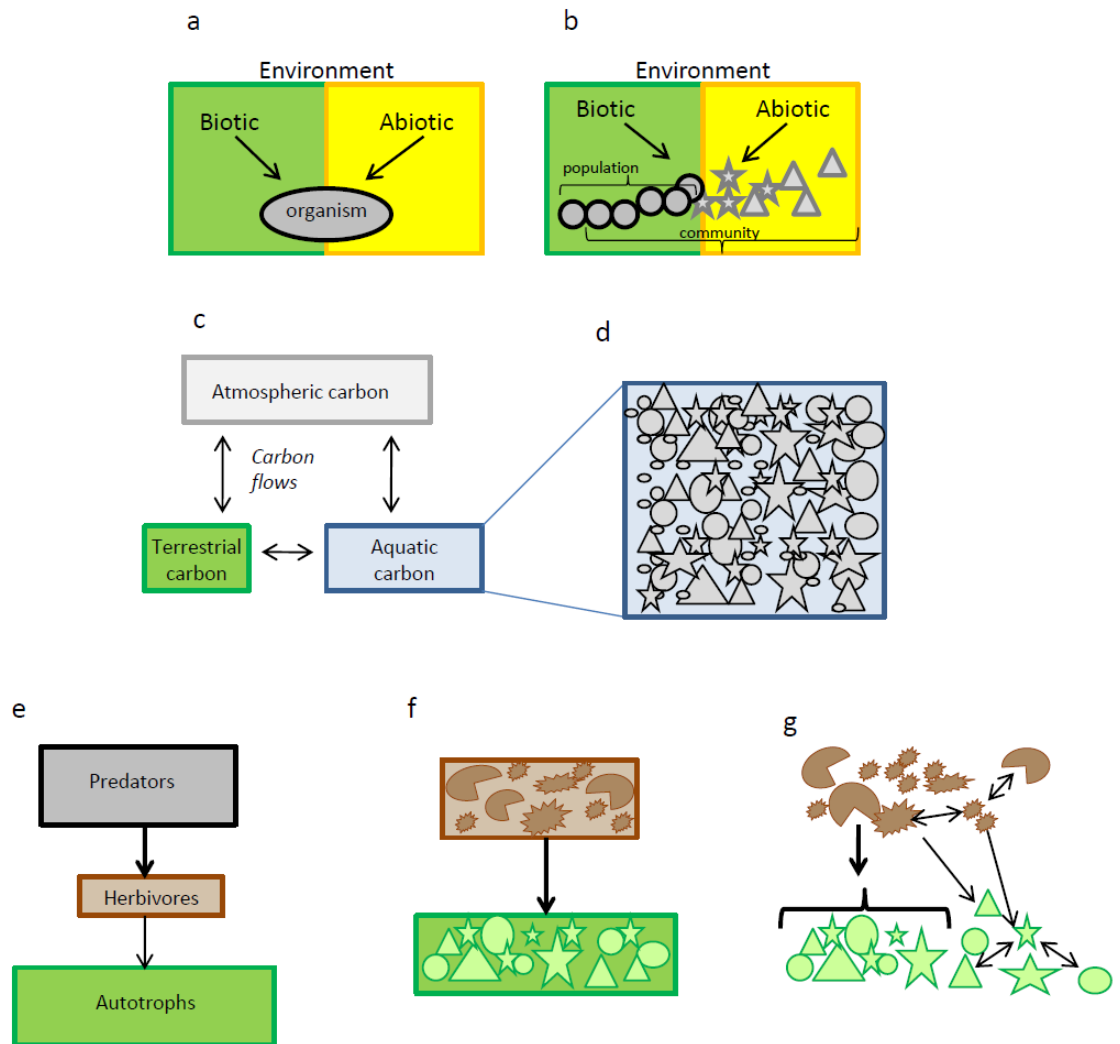 a
Environment
Biotic
Abiotic
organism
b
Environment
Biotic
Abiotic
population
community
c
Atmospheric carbon
Carbon
flows
Terrestrial
carbon
Aquatic
carbon
d
e
Predators
Herbivores
Autotrophs
f
g